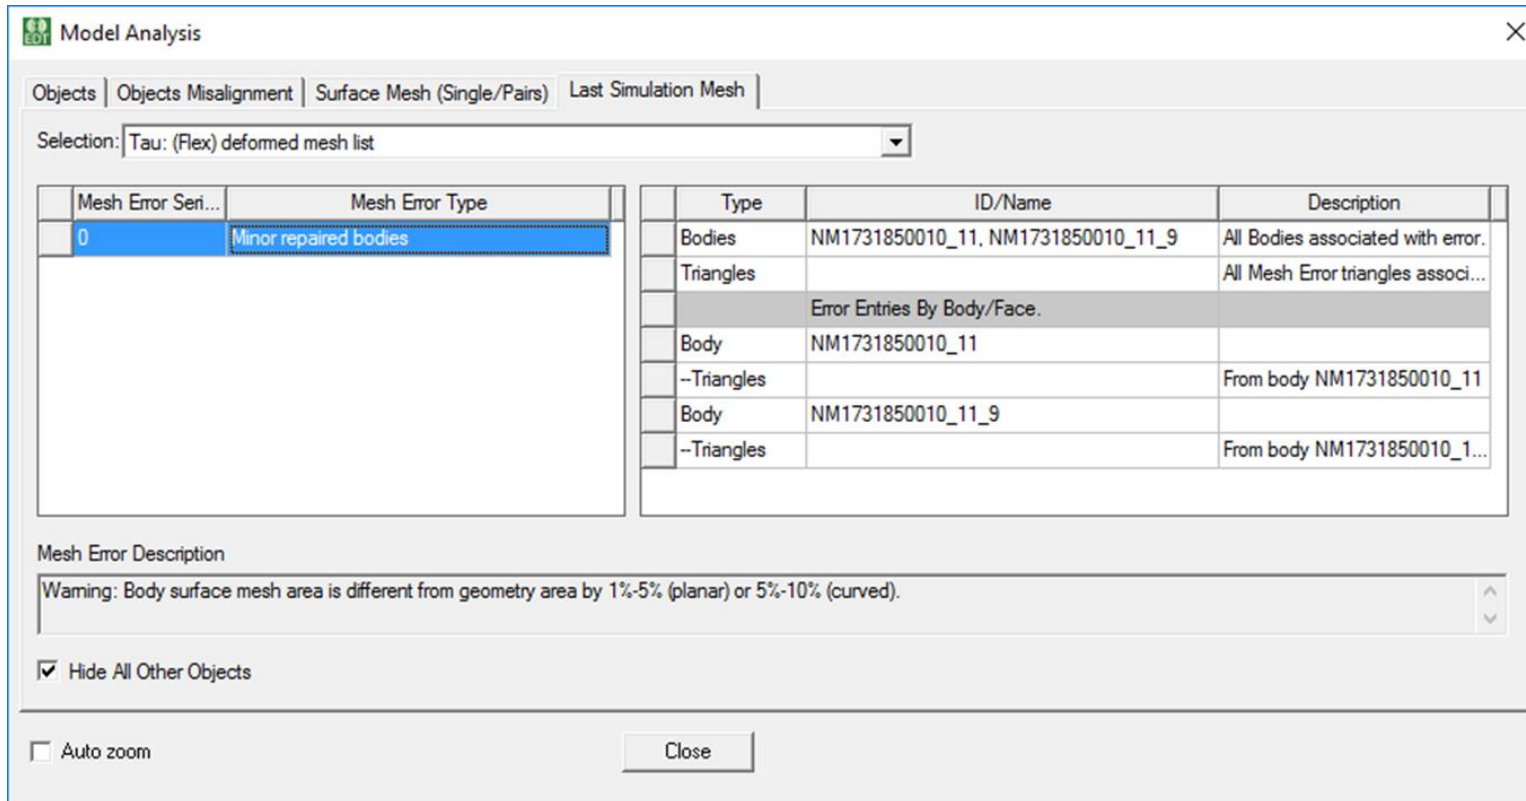 EDT Model Analysis
Objects Objects Misalignment Surface Mesh (Single/Pairs) Last Simulation Mesh
Selection: Tau: (Flex) deformed mesh list
Mesh Error Seri... Mesh Error Type
0 Minor repaired bodies
Type ID/Name Description
Bodies NM1731850010_11, NM1731850010_11_9 All Bodies associated with error.
Triangles All Mesh Error triangles associ...
Error Entries By Body/Face.
Body NM1731850010_11
--Triangles From body NM1731850010_11
Body NM1731850010_11_9
--Triangles From body NM1731850010_1...
Mesh Error Description
Warning: Body surface mesh area is different from geometry area by 1%-5% (planar) or 5%-10% (curved).
Hide All Other Objects
Auto zoom
Close